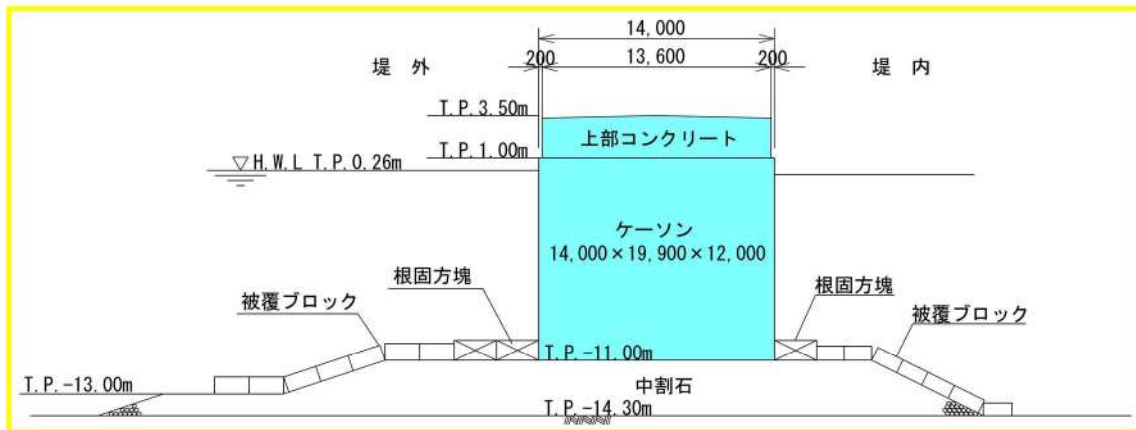 14,000
200
13,600
200
堤 外
堤 内
T.P.3.50m
上部コンクリート
T.P.1.00m
▽H.W.L T.P.0.26m
ケーソン
14,000×19,900×12,000
根固方塊
根固方塊
被覆ブロック
被覆ブロック
T.P.-11.00m
T.P.-13.00m
中割石
T.P.-14.30m